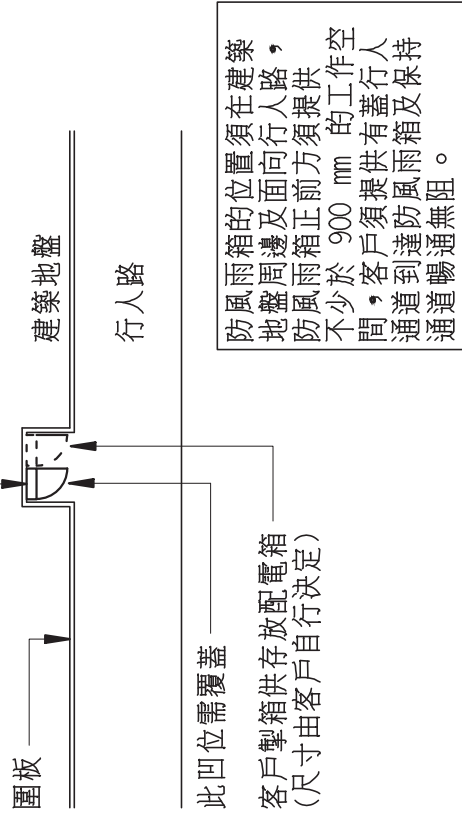 建築地盤
行人路
圍板
此凹位需覆蓋
客戶掣箱供存放配電箱
(尺寸由客戶自行決定)
防風雨箱的位置須在建築
地盤周邊及面向行人路，
防風雨箱正前方須提供
不少於 900 mm 的工作空
間，客戶須提供有蓋行人
通道到達防風雨箱及保持
通道暢通無阻。